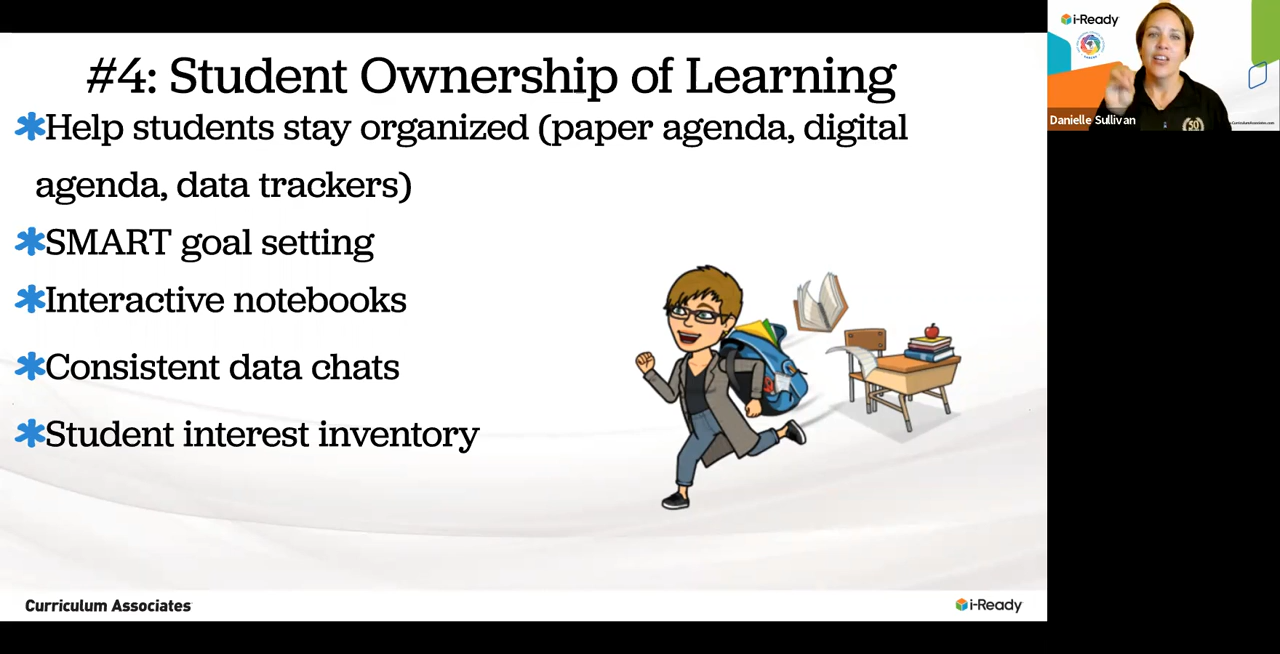 #4: Student Ownership of Learning
*Help students stay organized (paper agenda, digital
agenda, data trackers)
*SMART goal setting
*Interactive notebooks
*Consistent data chats
*Student interest inventory
Curriculum Associates
i-Ready
i-Ready
Danielle Sullivan
50